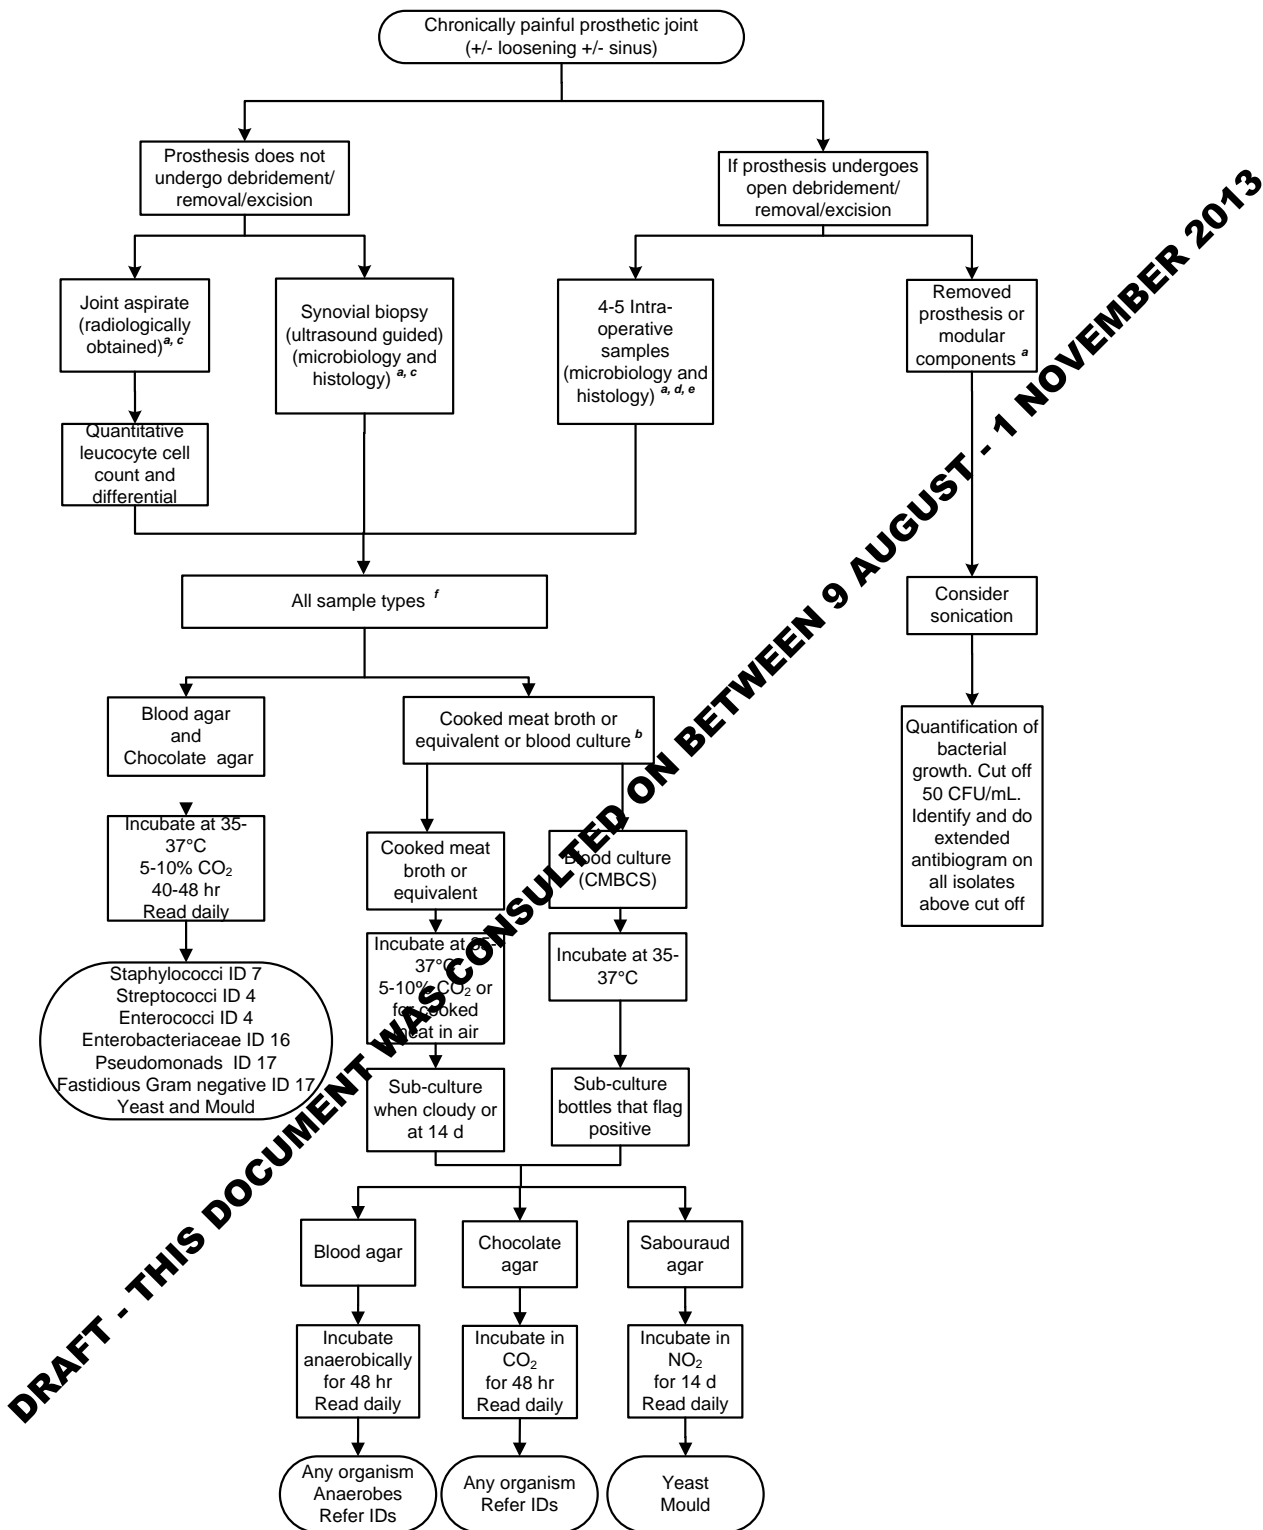 Chronically painful prosthetic joint
(+/- loosening +/- sinus)
Prosthesis does not
undergo debridement/
removal/excision
If prosthesis undergoes
open debridement/
removal/excision
Joint aspirate
(radiologically
obtained) a, c
Synovial biopsy
(ultrasound guided)
(microbiology and
histology) a, c
4-5 Intra-
operative
samples
(microbiology and
histology) a, d, e
Removed
prosthesis or
modular
components a
Quantitative
leucocyte cell
count and
differential
All sample types f
Consider
sonication
Blood agar
and
Chocolate agar
Cooked meat broth or
equivalent or blood culture b
Quantification of
bacterial
growth. Cut off
50 CFU/mL.
Identify and do
extended
antibiogram on
all isolates
above cut off
Incubate at 35-
37°C
5-10% CO₂
40-48 hr
Read daily
Cooked meat
broth or
equivalent
Blood culture
(CMBCS)
Incubate at 35-
37°C
5-10% CO₂ or
for cooked
meat in air
Incubate at 35-
37°C
Staphylococci ID 7
Streptococci ID 4
Enterococci ID 4
Enterobacteriaceae ID 16
Pseudomonads ID 17
Fastidious Gram negative ID 17
Yeast and Mould
Sub-culture
when cloudy or
at 14 d
Sub-culture
bottles that flag
positive
Blood agar
Chocolate
agar
Sabouraud
agar
Incubate
anaerobically
for 48 hr
Read daily
Incubate in
CO₂
for 48 hr
Read daily
Incubate in
NO₂
for 14 d
Read daily
Any organism
Anaerobes
Refer IDs
Any organism
Refer IDs
Yeast
Mould
DRAFT - THIS DOCUMENT WAS CONSULTED ON BETWEEN 9 AUGUST - 1 NOVEMBER 2013